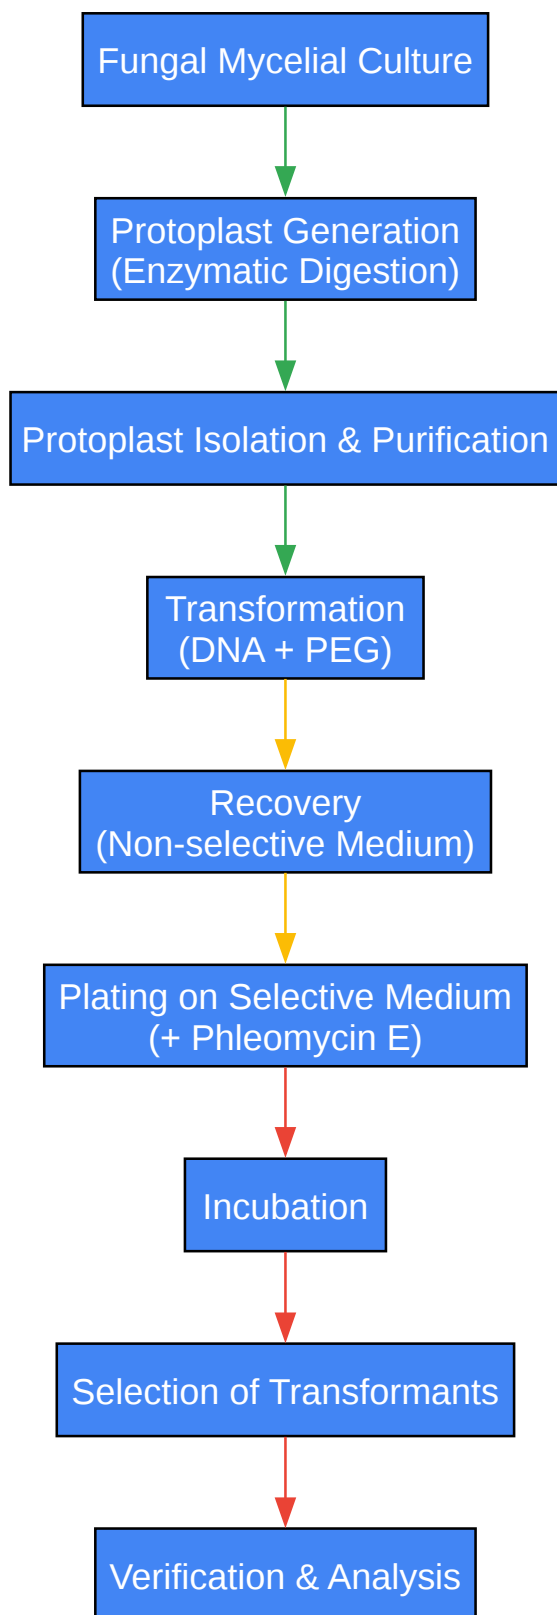 Fungal Mycelial Culture
Protoplast Generation
(Enzymatic Digestion)
Protoplast Isolation & Purification
Transformation
(DNA + PEG)
Recovery
(Non-selective Medium)
Plating on Selective Medium
(+ Phleomycin E)
Incubation
Selection of Transformants
Verification & Analysis